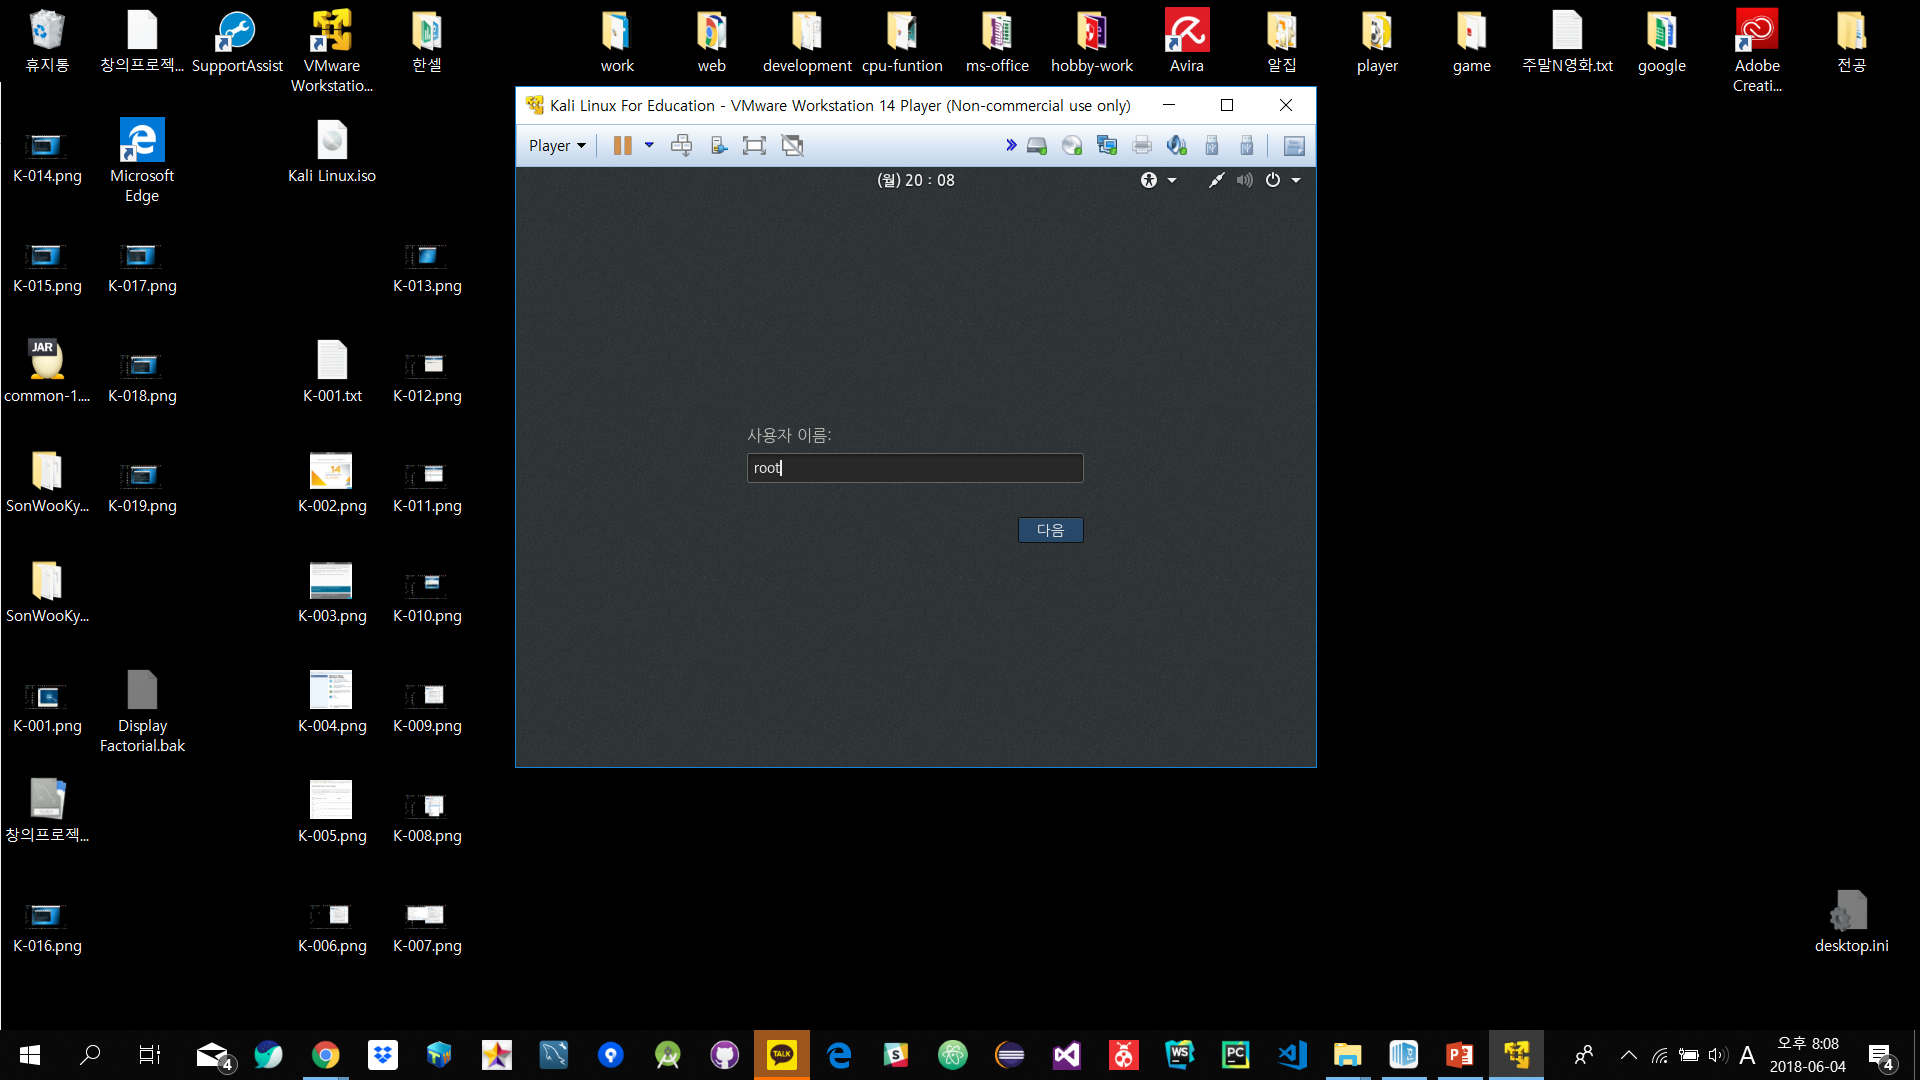 휴지통
창의프로젝...
SupportAssist
VMware
Workstatio...
한셀
work
web
development
cpu-funtion
ms-office
hobby-work
Avira
알집
player
game
주말N영화.txt
google
Adobe
Creati...
전공
Kali Linux For Education - VMware Workstation 14 Player (Non-commercial use only)
Player
(월) 20 : 08
사용자 이름:
root
다음
K-014.png
Microsoft
Edge
Kali Linux.iso
K-015.png
K-017.png
K-013.png
JAR
common-1....
K-018.png
K-001.txt
K-012.png
SonWooKy...
K-019.png
14
K-002.png
K-011.png
SonWooKy...
K-003.png
K-010.png
K-001.png
Display
Factorial.bak
K-004.png
K-009.png
창의프로젝...
K-005.png
K-008.png
K-016.png
K-006.png
K-007.png
desktop.ini
4
TALK
S
WS
PC
A
오후 8:08
2018-06-04
4